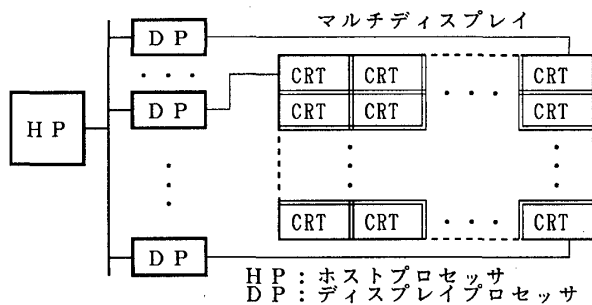 マルチディスプレイ
DP
・・・
CRT CRT ・・・ CRT
HP
DP
CRT CRT CRT
・・・
CRT CRT ・・・ CRT
DP
HP:ホストプロセッサ
DP:ディスプレイプロセッサ